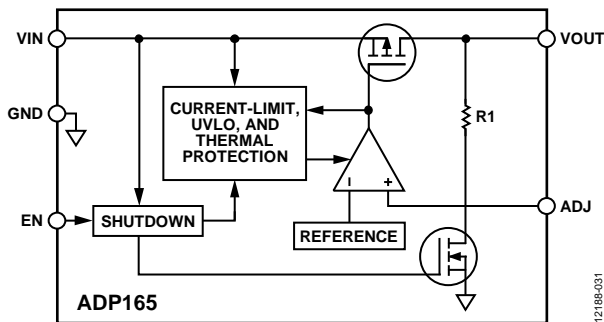 VIN
VOUT
GND
CURRENT-LIMIT,
UVLO, AND
THERMAL
PROTECTION
R1
EN
SHUTDOWN
REFERENCE
ADJ
ADP165
12188-031